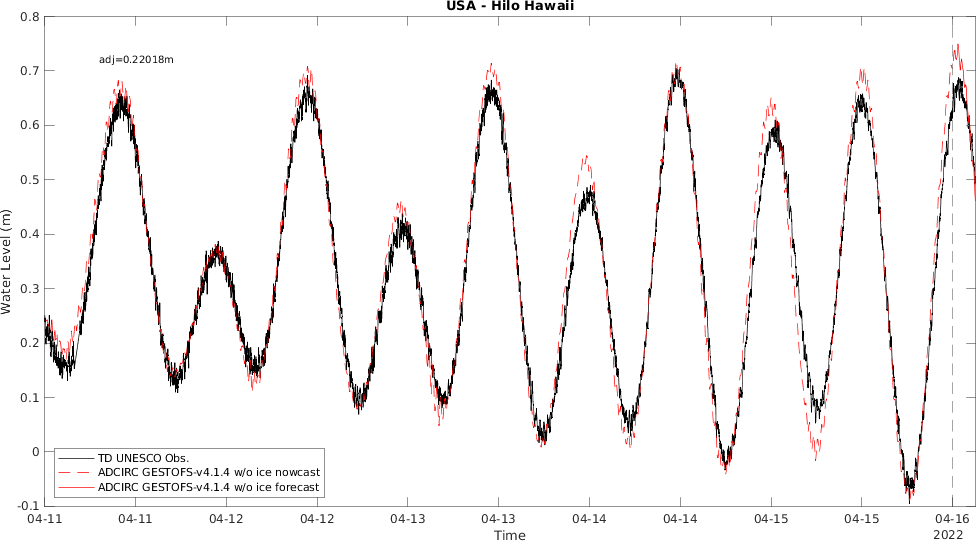 USA - Hilo Hawaii
adj=0.22018m
0.8
0.7
0.6
0.5
0.4
0.3
0.2
0.1
0
-0.1
Water Level (m)
TD UNESCO Obs.
ADCIRC GESTOFS-v4.1.4 w/o ice nowcast
ADCIRC GESTOFS-v4.1.4 w/o ice forecast
04-11 04-11 04-12 04-12 04-13 04-13 04-14 04-14 04-15 04-15 04-16
Time
2022